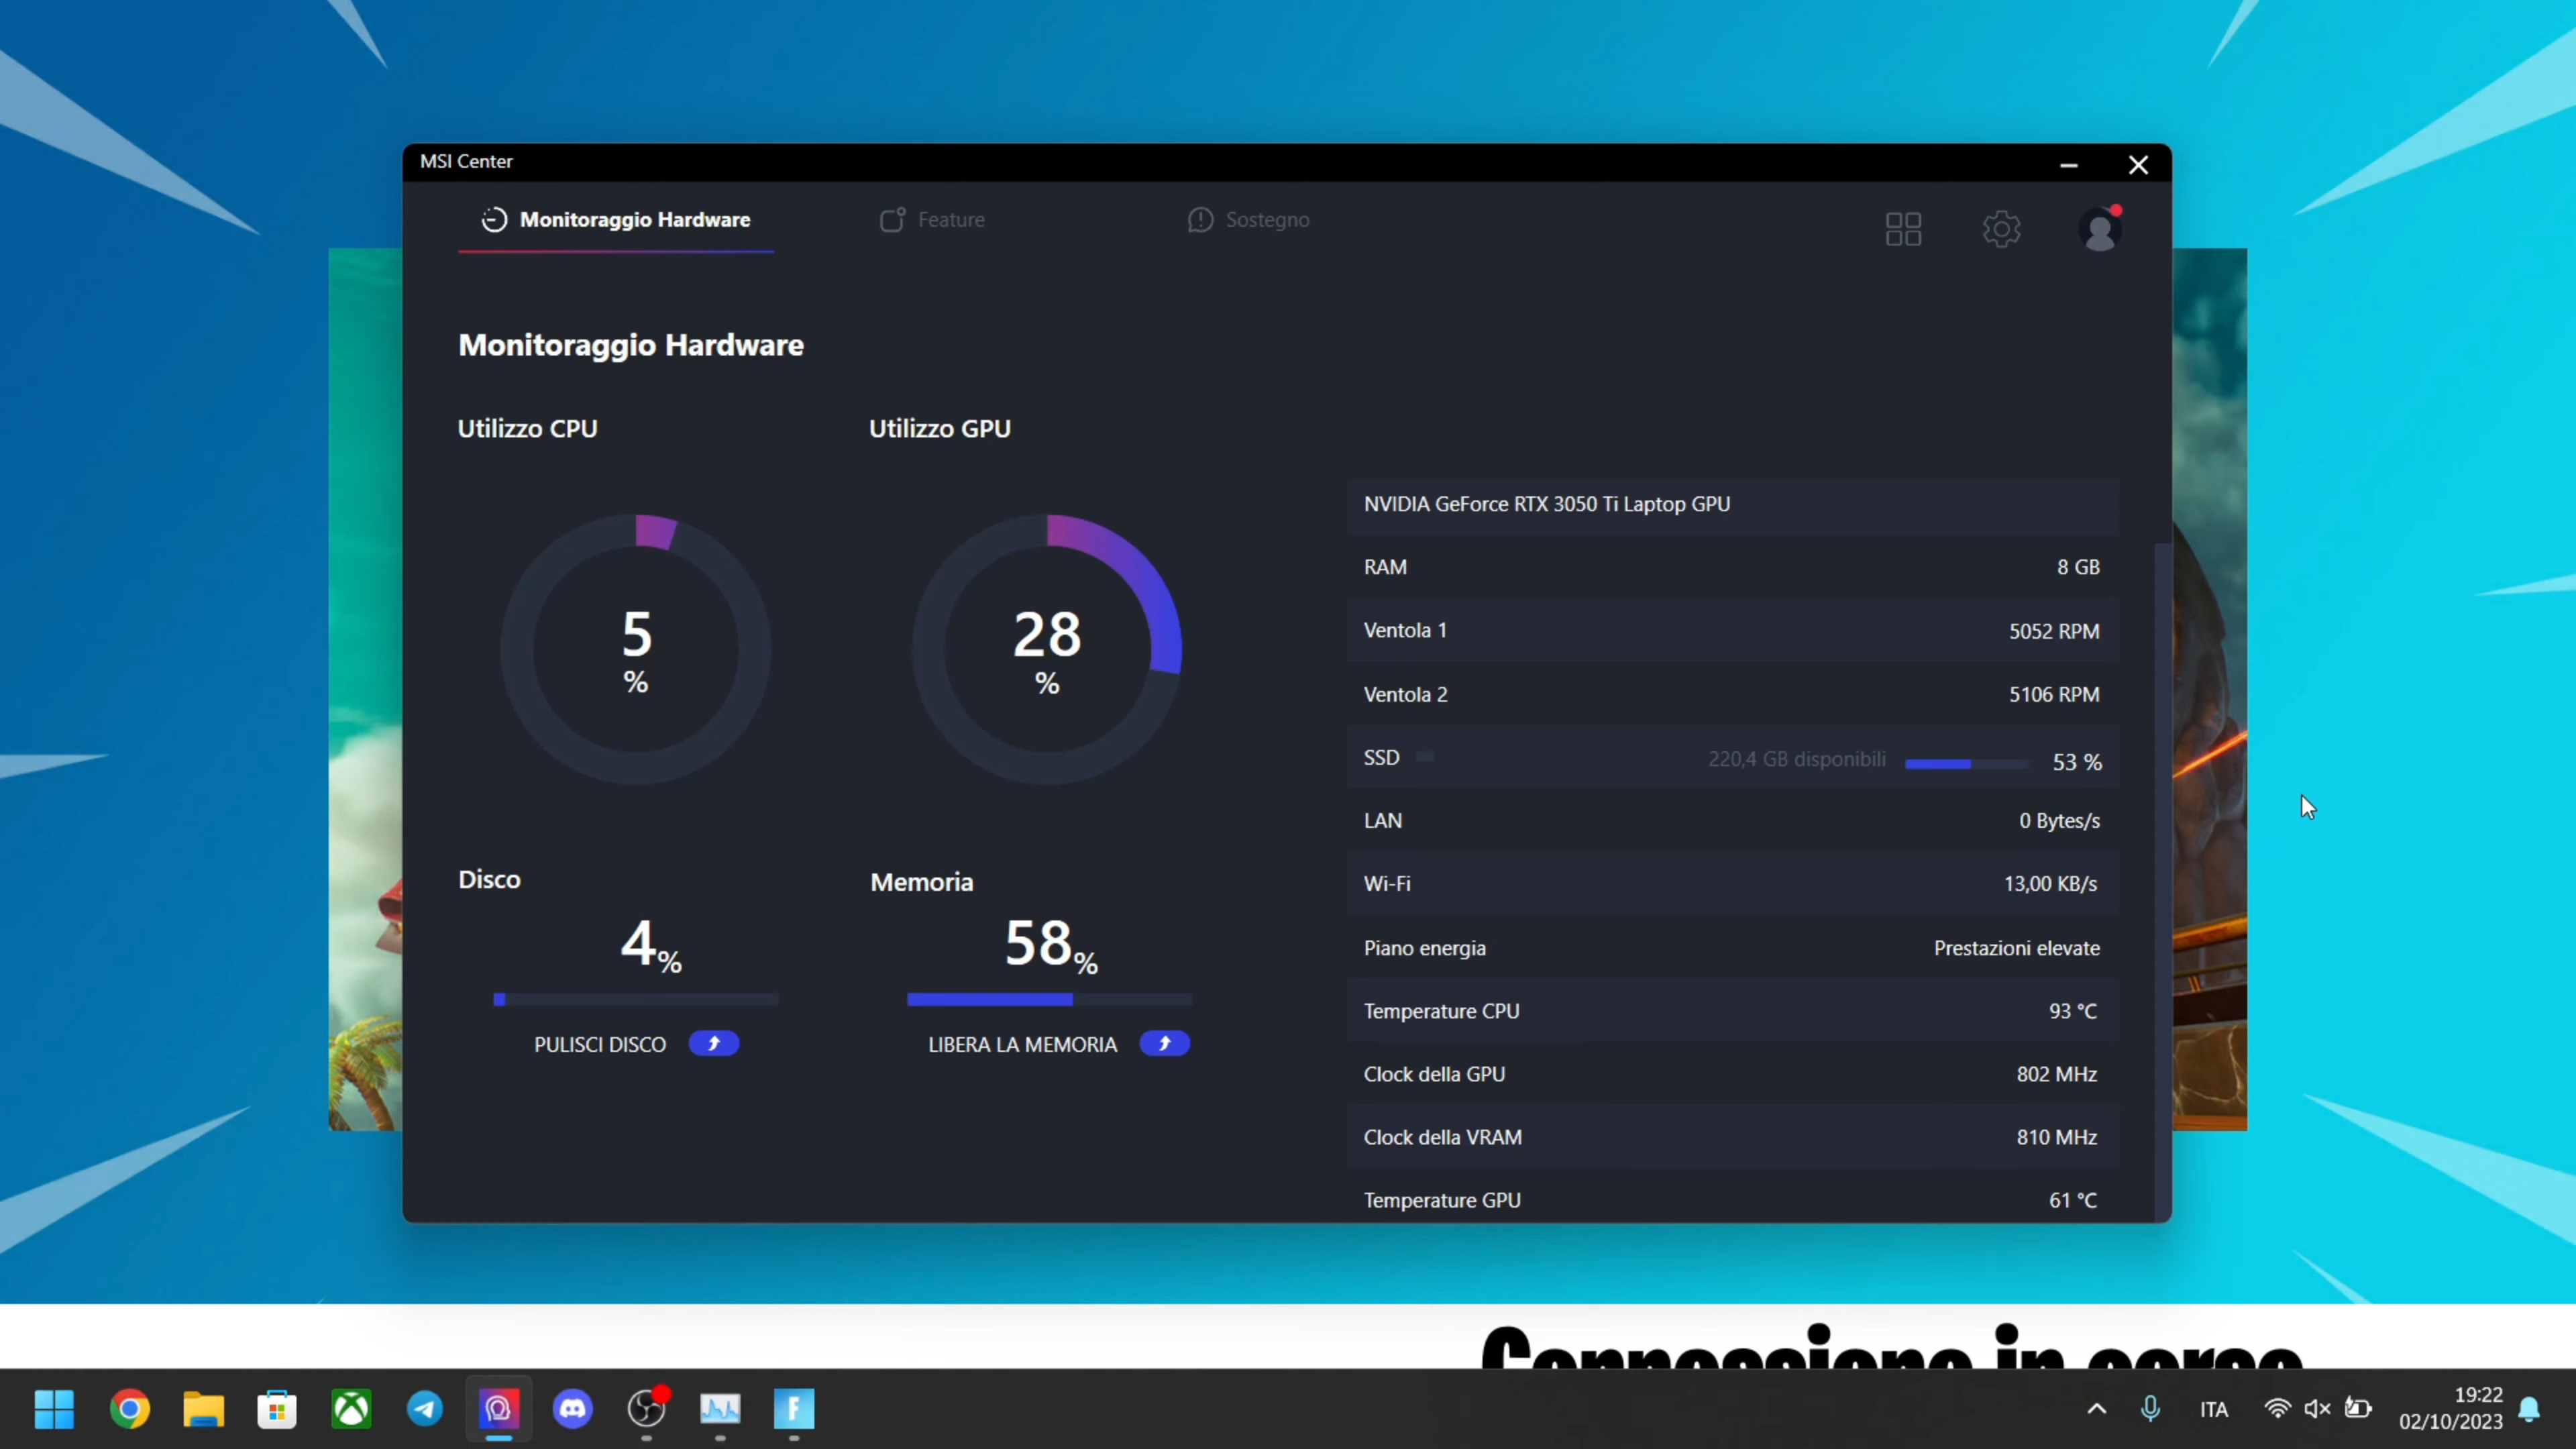 MSI Center
Monitoraggio Hardware
Feature
Sostegno
Monitoraggio Hardware
Utilizzo CPU
Utilizzo GPU
5
%
28
%
Disco
4%
PULISCI DISCO
Memoria
58%
LIBERA LA MEMORIA
NVIDIA GeForce RTX 3050 Ti Laptop GPU
RAM 8 GB
Ventola 1 5052 RPM
Ventola 2 5106 RPM
SSD 220,4 GB disponibili 53 %
LAN 0 Bytes/s
Wi-Fi 13,00 KB/s
Piano energia Prestazioni elevate
Temperature CPU 93 °C
Clock della GPU 802 MHz
Clock della VRAM 810 MHz
Temperature GPU 61 °C
Connessione in corso
F
ITA
19:22
02/10/2023